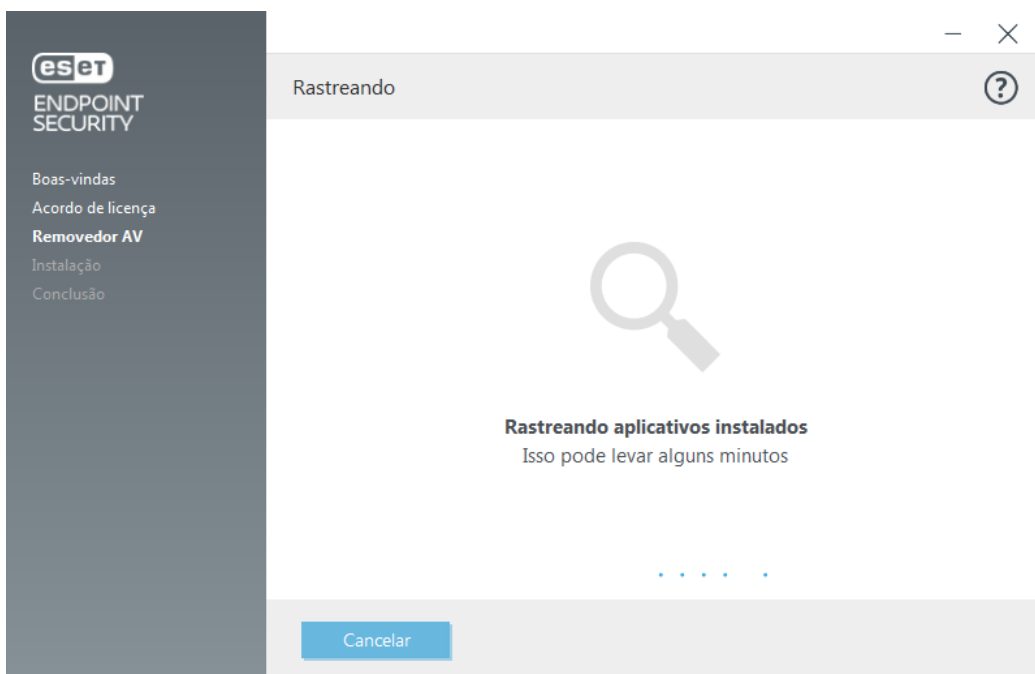 eset
ENDPOINT
SECURITY
Boas-vindas
Acordo de licença
Removedor AV
Instalação
Conclusão
Rastreando
?
Rastreando aplicativos instalados
Isso pode levar alguns minutos
Cancelar